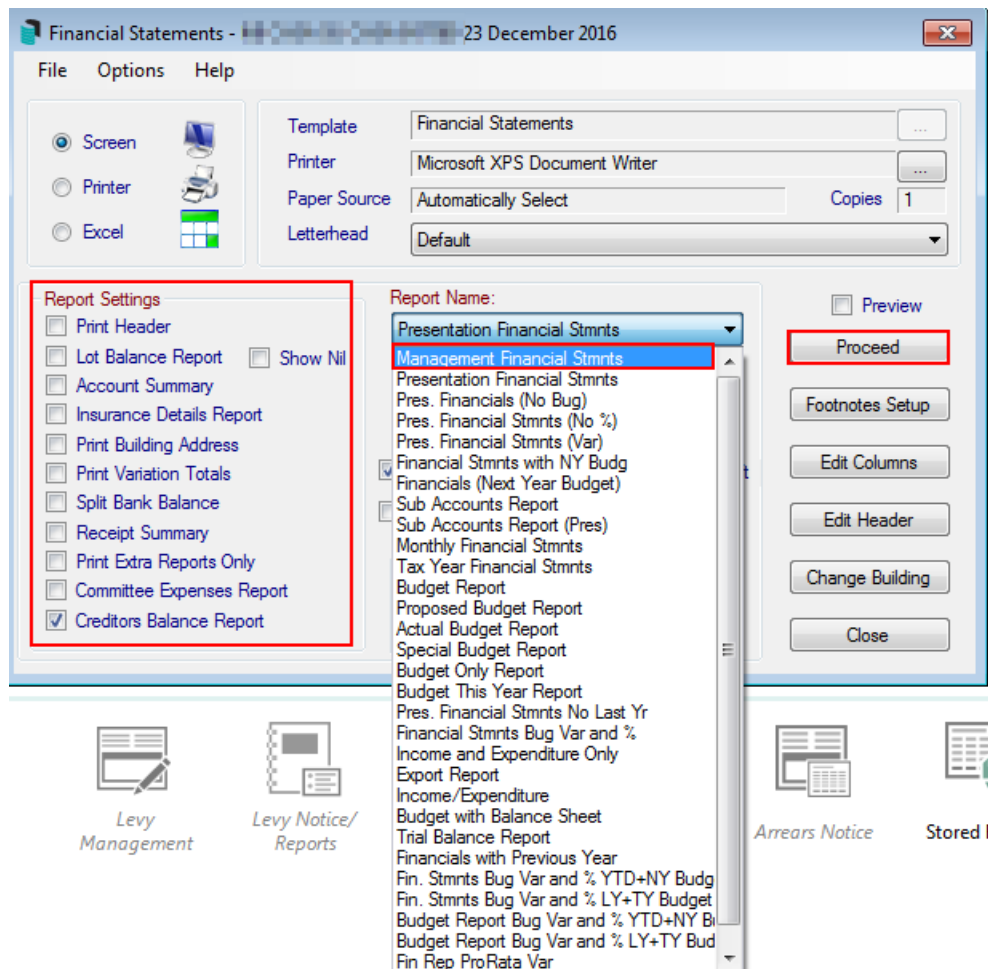 Financial Statements - 23 December 2016
File Options Help
Screen
Printer
Excel
Template Financial Statements ...
Printer Microsoft XPS Document Writer ...
Paper Source Automatically Select Copies 1
Letterhead Default
Report Settings
Print Header
Lot Balance Report Show Nil
Account Summary
Insurance Details Report
Print Building Address
Print Variation Totals
Split Bank Balance
Receipt Summary
Print Extra Reports Only
Committee Expenses Report
Creditors Balance Report
Report Name:
Presentation Financial Stmnts
Management Financial Stmnts
Presentation Financial Stmnts
Pres. Financials (No Bug)
Pres. Financial Stmnts (No %)
Pres. Financial Stmnts (Var)
Financial Stmnts with NY Budg
Financials (Next Year Budget)
Sub Accounts Report
Sub Accounts Report (Pres)
Monthly Financial Stmnts
Tax Year Financial Stmnts
Budget Report
Proposed Budget Report
Actual Budget Report
Special Budget Report
Budget Only Report
Budget This Year Report
Pres. Financial Stmnts No Last Yr
Financial Stmnts Bug Var and %
Income and Expenditure Only
Export Report
Income/Expenditure
Budget with Balance Sheet
Trial Balance Report
Financials with Previous Year
Fin. Stmnts Bug Var and % YTD+NY Budg
Fin. Stmnts Bug Var and % LY+TY Budget
Budget Report Bug Var and % YTD+NY Bu
Budget Report Bug Var and % LY+TY Bud
Fin Rep ProRata Var
Preview
Proceed
Footnotes Setup
Edit Columns
Edit Header
Change Building
Close
Levy
Management
Levy Notice/
Reports
Arrears Notice
Stored